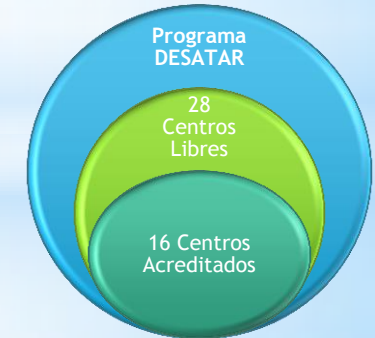 Programa
DESATAR
28
Centros
Libres
16 Centros
Acreditados